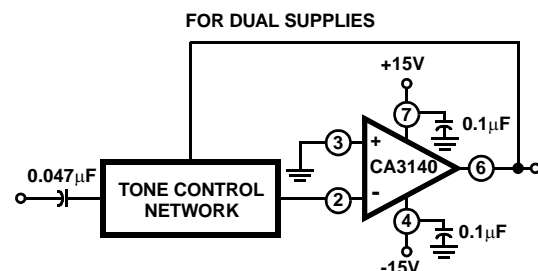 FOR DUAL SUPPLIES
+15V
7
0.1μF
3
+
CA3140
6
0.047μF
TONE CONTROL
NETWORK
2
-
4
0.1μF
-15V